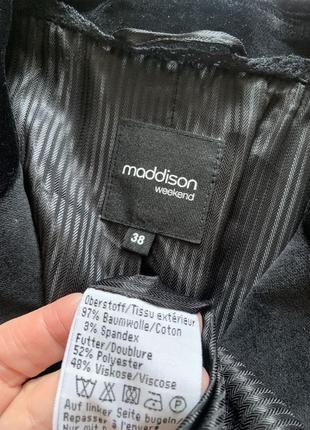 maddison
weekend
38
Oberstoff/Tissu extérieur
97% Baumwolle/Coton
3% Spandex
Futter/Doublure
52% Polyester
48% Viskose/Viscose
Auf linker Seite bügeln/
Repasser à l'envers